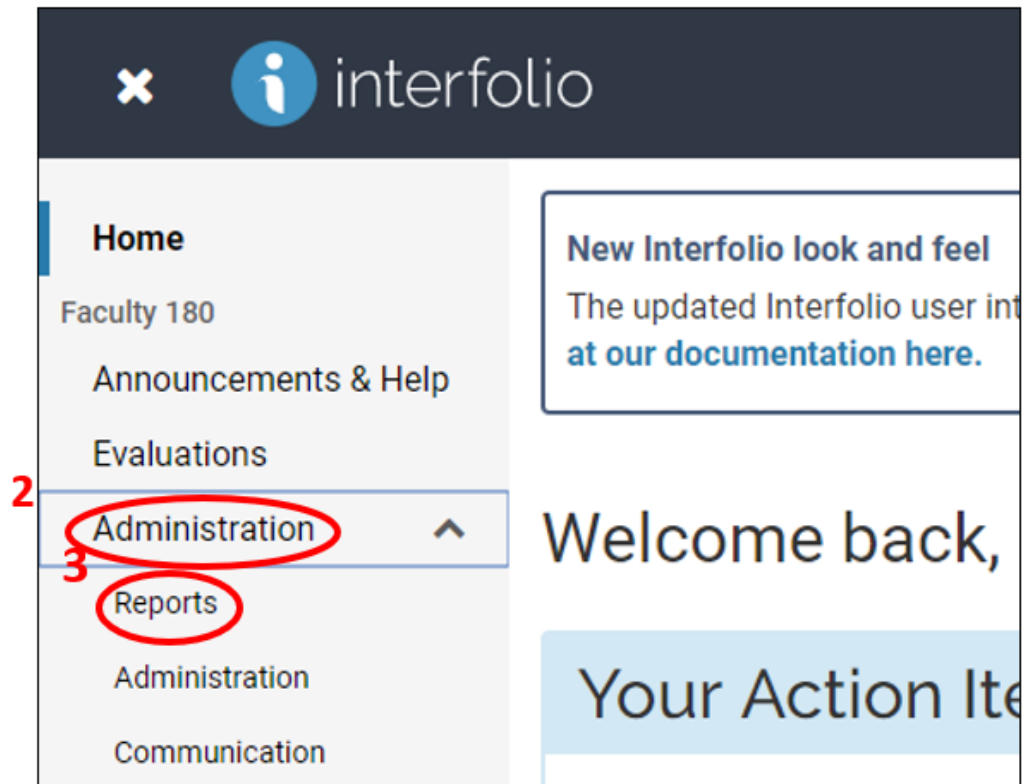 interfolio
Home
Faculty 180
Announcements & Help
Evaluations
2
Administration
3
Reports
Administration
Communication
New Interfolio look and feel
The updated Interfolio user int
at our documentation here.
Welcome back,
Your Action Ite